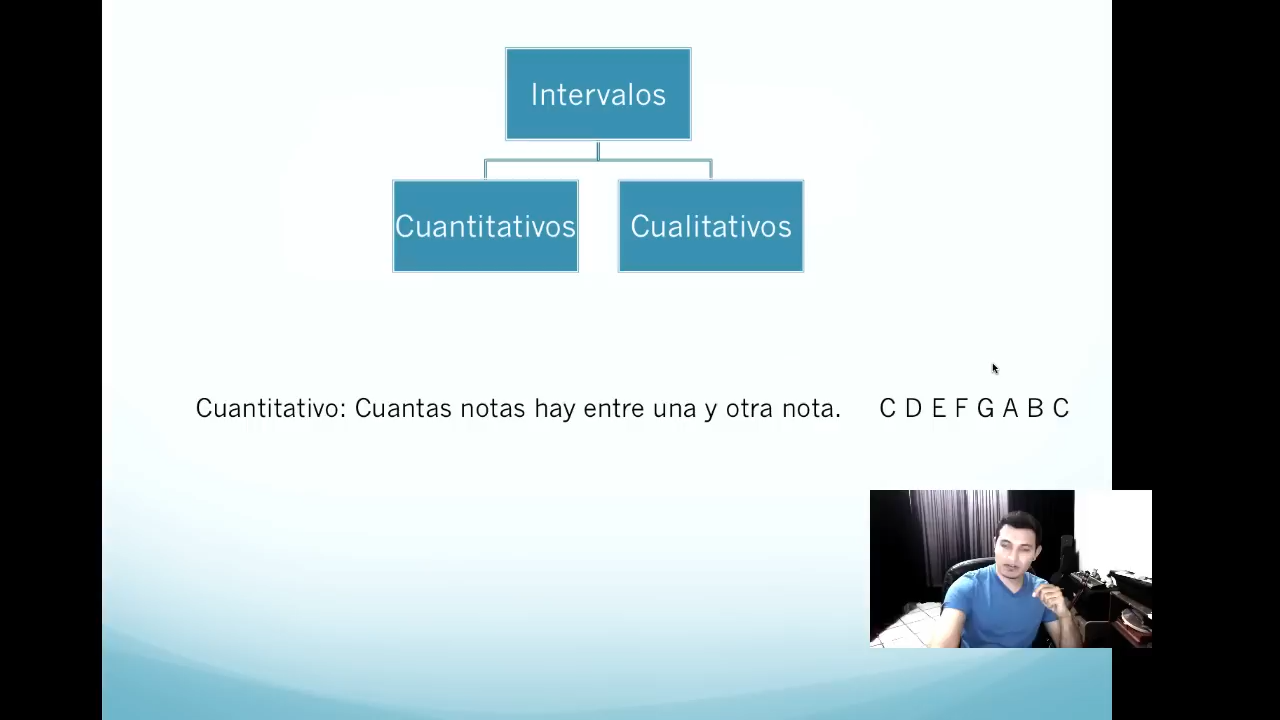 Intervalos
Cuantitativos
Cualitativos
Cuantitativo: Cuantas notas hay entre una y otra nota. C D E F G A B C